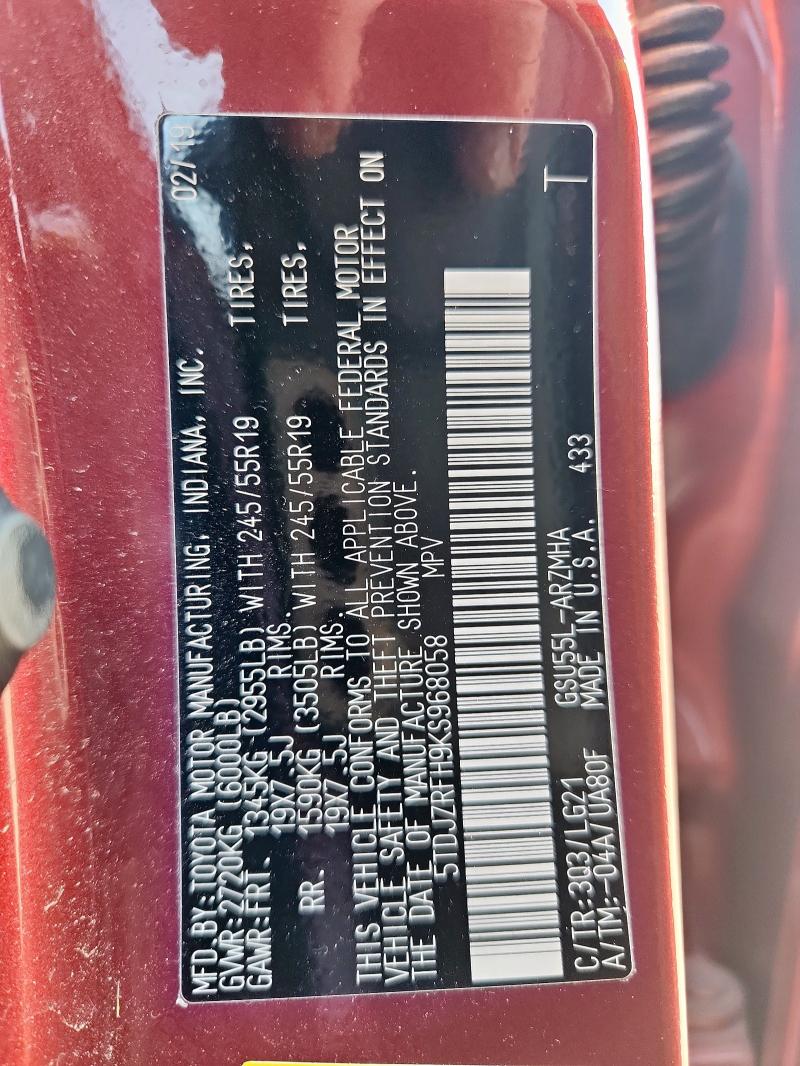 MFD.BY:TOYOTA MOTOR MANUFACTURING, INDIANA, INC. 02/19
GVWR:2720KG (6000LB)
GAWR:FRT. 1345KG (2955LB) WITH 245/55R19 TIRES,
19X7.5J RIMS.
RR. 1590KG (3505LB) WITH 245/55R19 TIRES,
19X7.5J RIMS.
THIS VEHICLE CONFORMS TO ALL APPLICABLE FEDERAL MOTOR
VEHICLE SAFETY AND THEFT PREVENTION STANDARDS IN EFFECT ON
THE DATE OF MANUFACTURE SHOWN ABOVE.
5TDJZRFH9KS968058 MPV
C/TR:3Q3/LG21 GSU55L-ARZMHA T
A/TM:-04A/UA80F MADE IN U.S.A. 433